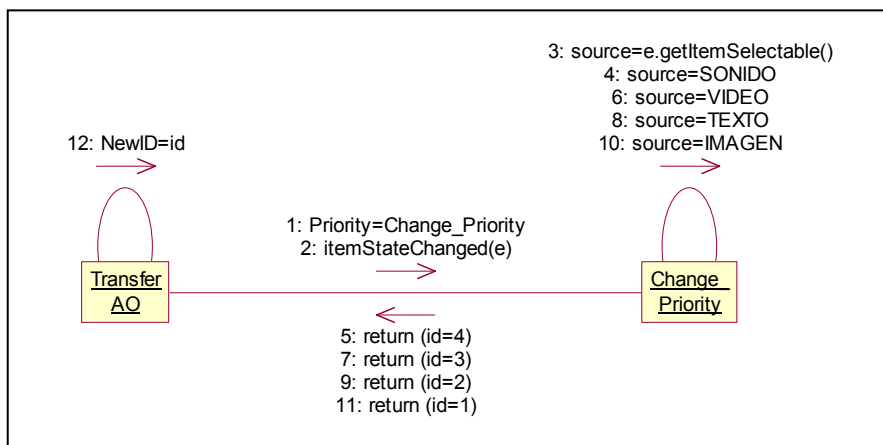 3: source=e.getItemSelectable()
4: source=SONIDO
6: source=VIDEO
8: source=TEXTO
10: source=IMAGEN
12: NewID=id
1: Priority=Change_Priority
2: itemStateChanged(e)
Transfer
AO
Change_
Priority
5: return (id=4)
7: return (id=3)
9: return (id=2)
11: return (id=1)